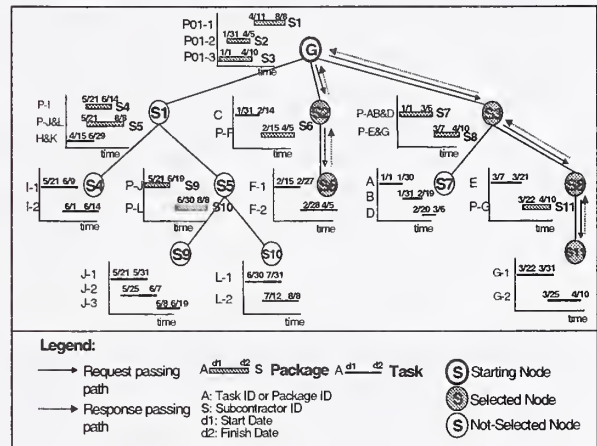 P01-1 4/11 8/8 S1
P01-2 1/31 4/5 S2
P01-3 1/1 4/10 S3
time
G
P-I 5/21 6/14 S4
P-J&L 5/21 8/8 S5
H&K 4/15 6/29
time
S1
C 1/31 2/14
P-F 2/15 4/5 S6
time
S2
P-AB&D 1/1 3/5 S7
P-E&G 3/7 4/10 S8
time
S3
I-1 5/21 6/9
I-2 6/1 6/14
time
S4
P-J 5/21 6/19 S9
P-L 6/30 8/8 S10
time
S5
F-1 2/15 2/27
F-2 2/28 4/5
time
S6
A 1/1 1/30
B 1/31 2/19
D 2/20 3/6
time
S7
E 3/7 3/21
P-G 3/22 4/10 S11
time
J-1 5/21 5/31
J-2 5/25 6/7
J-3 5/8 6/19
time
S9
L-1 6/30 7/31
L-2 7/12 8/8
time
S10
G-1 3/22 3/31
G-2 3/25 4/10
time
S11
Legend:
Request passing path
Response passing path
A d1 d2 S Package
A d1 d2 Task
A: Task ID or Package ID
S: Subcontractor ID
d1: Start Date
d2: Finish Date
S Starting Node
S Selected Node
S Not-Selected Node